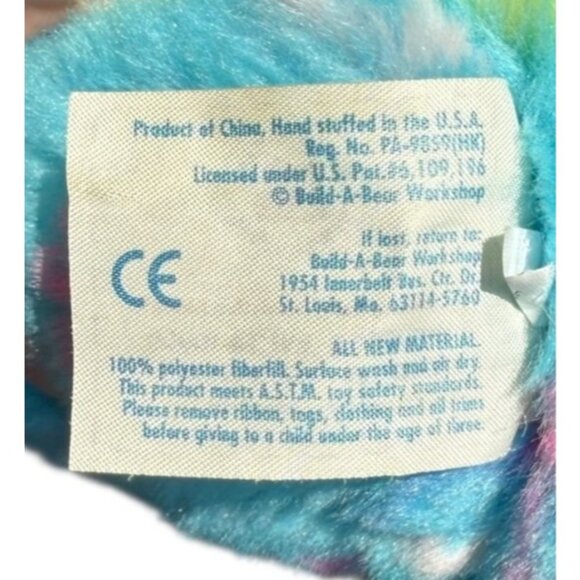 Product of China, Hand stuffed in the U.S.A.
Reg. No. PA-9859(HK)
Licensed under U.S. Pat.#6,109,196
© Build-A-Bear Workshop
If lost, return to:
Build-A-Bear Workshop
1954 Innerbelt Bus. Ctr. Dr.
St. Louis, Mo. 63114-5760
CE
ALL NEW MATERIAL.
100% polyester fiberfill. Surface wash and air dry.
This product meets A.S.T.M. toy safety standards.
Please remove ribbon, tags, clothing and all trims
before giving to a child under the age of three.